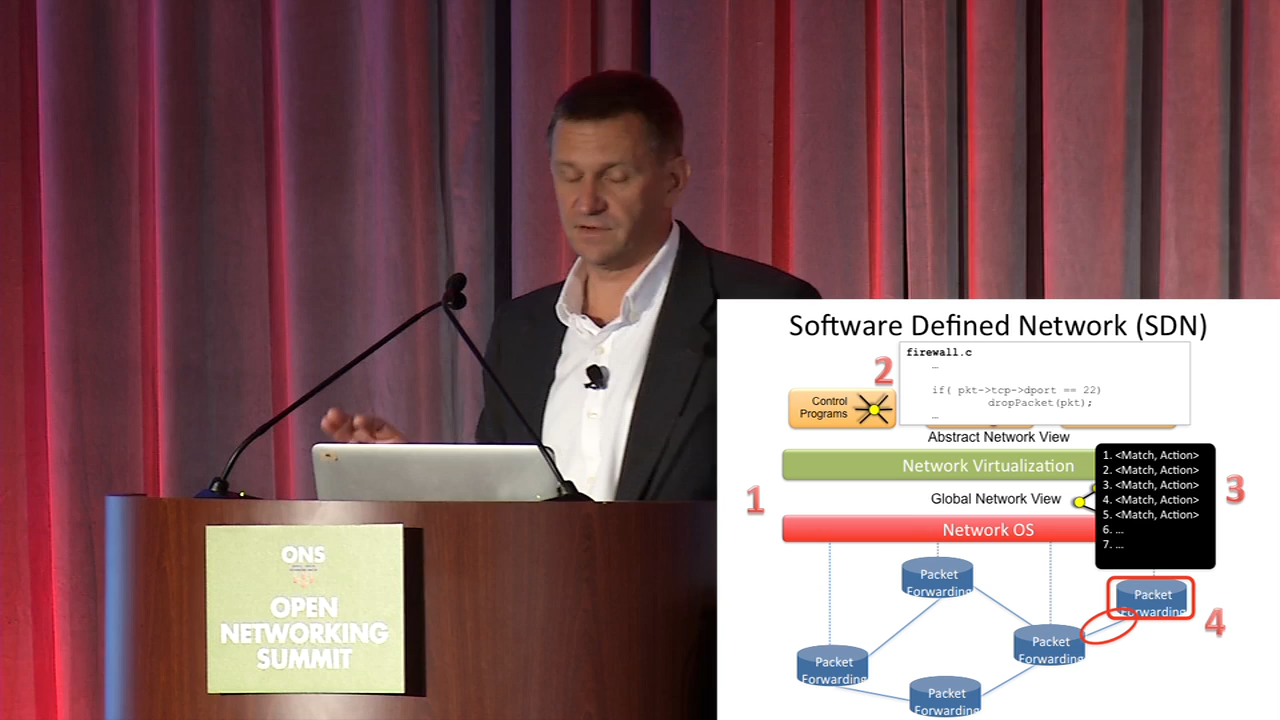 ONS
OPEN
NETWORKING
SUMMIT
Software Defined Network (SDN)
firewall.c
…
if( pkt->tcp->dport == 22)
dropPacket(pkt);
…
2
Control
Programs
Abstract Network View
Network Virtualization
1. <Match, Action>
2. <Match, Action>
3. <Match, Action>
4. <Match, Action>
5. <Match, Action>
6. …
7. …
3
1
Global Network View
Network OS
Packet
Forwarding
Packet
Forwarding
4
Packet
Forwarding
Packet
Forwarding
Packet
Forwarding